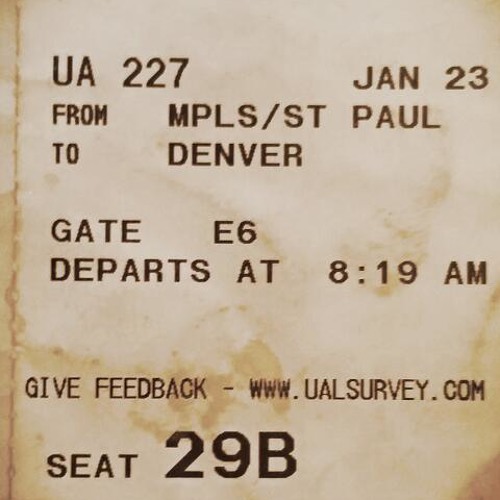 UA 227 JAN 23
FROM MPLS/ST PAUL
TO DENVER
GATE E6
DEPARTS AT 8:19 AM
GIVE FEEDBACK - WWW.UALSURVEY.COM
SEAT 29B